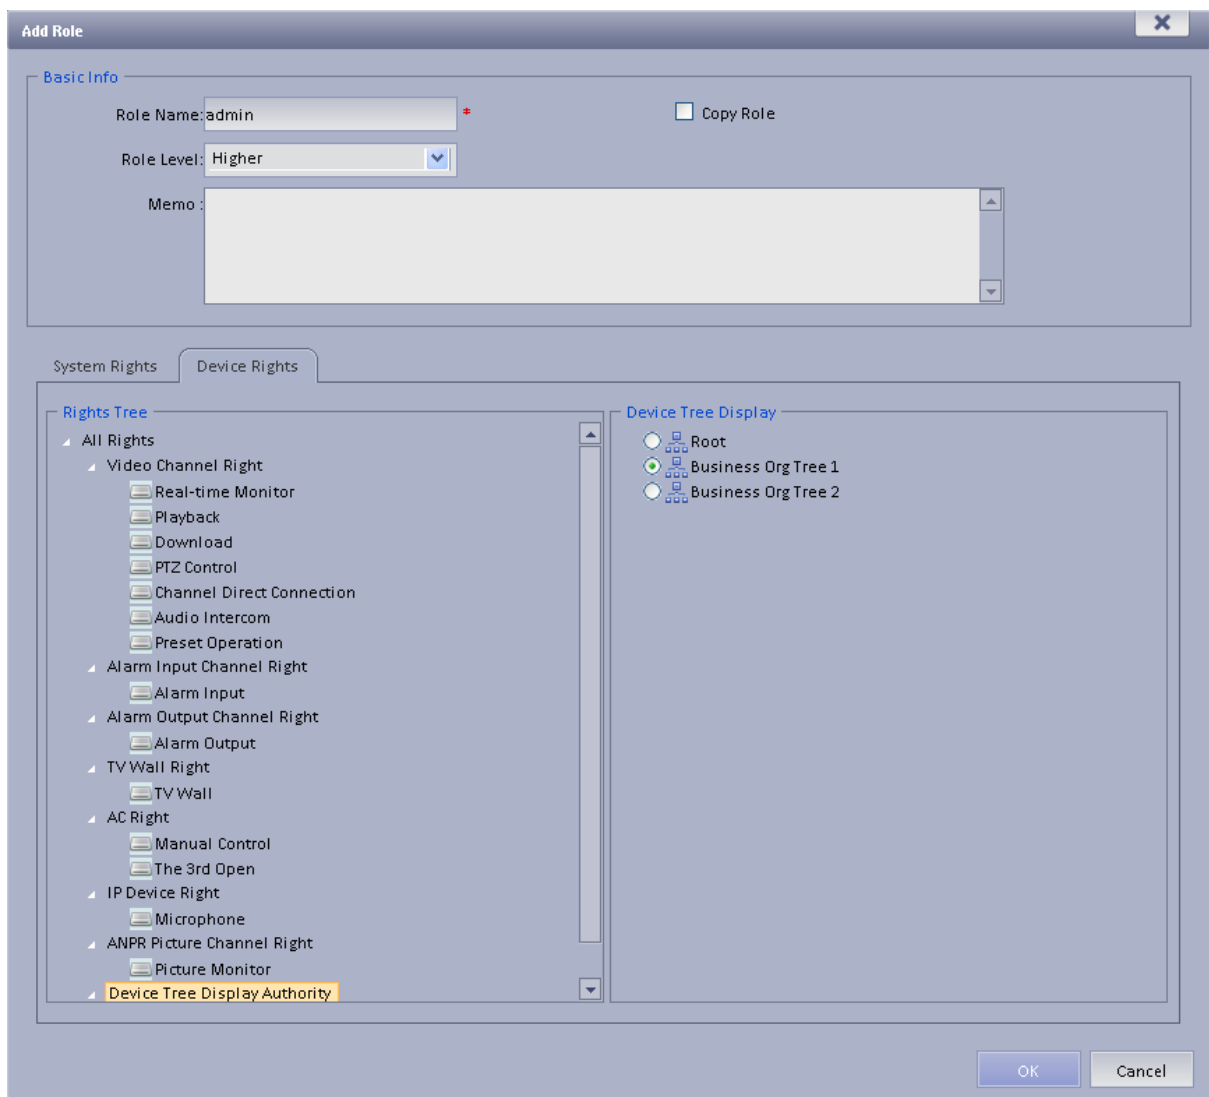 Add Role
Basic Info
Role Name: admin *
Copy Role
Role Level: Higher
Memo :
System Rights
Device Rights
Rights Tree
All Rights
Video Channel Right
Real-time Monitor
Playback
Download
PTZ Control
Channel Direct Connection
Audio Intercom
Preset Operation
Alarm Input Channel Right
Alarm Input
Alarm Output Channel Right
Alarm Output
TV Wall Right
TV Wall
AC Right
Manual Control
The 3rd Open
IP Device Right
Microphone
ANPR Picture Channel Right
Picture Monitor
Device Tree Display Authority
Device Tree Display
Root
Business Org Tree 1
Business Org Tree 2
OK
Cancel